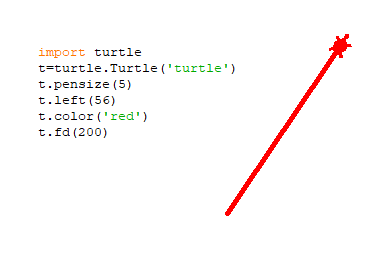 import turtle
t=turtle.Turtle('turtle')
t.pensize(5)
t.left(56)
t.color('red')
t.fd(200)